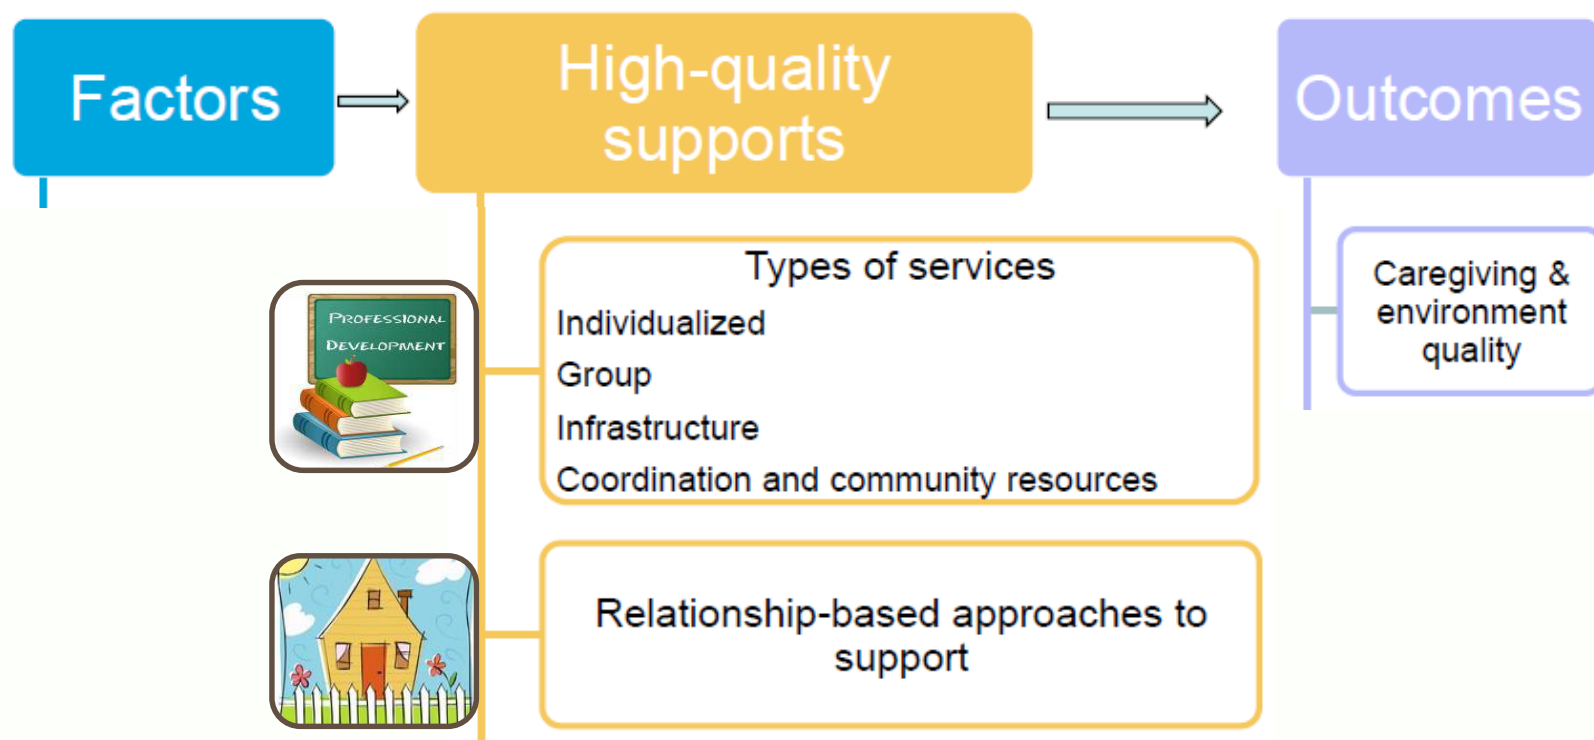 Factors
High-quality
supports
Outcomes
PROFESSIONAL
DEVELOPMENT
Types of services
Individualized
Group
Infrastructure
Coordination and community resources
Caregiving &
environment
quality
Relationship-based approaches to
support